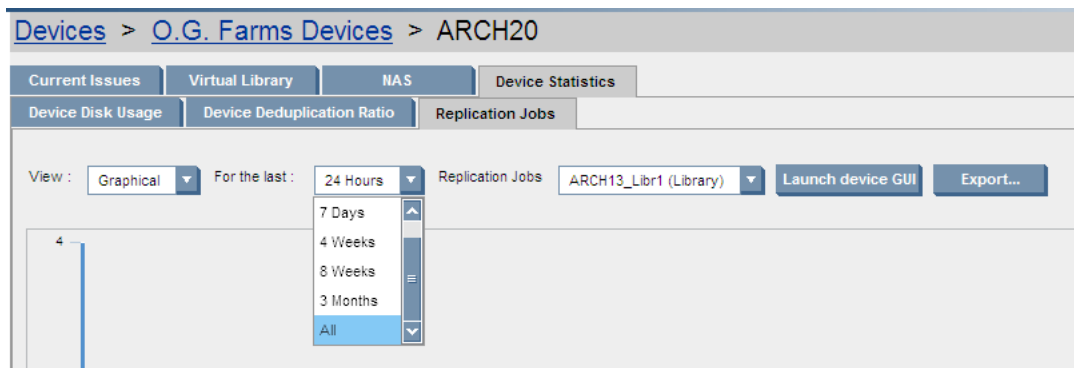 Devices > O.G. Farms Devices > ARCH20
Current Issues Virtual Library NAS Device Statistics
Device Disk Usage Device Deduplication Ratio Replication Jobs
View : Graphical For the last : 24 Hours Replication Jobs ARCH13_Libr1 (Library) Launch device GUI Export...
7 Days
4 Weeks
8 Weeks
3 Months
All
4